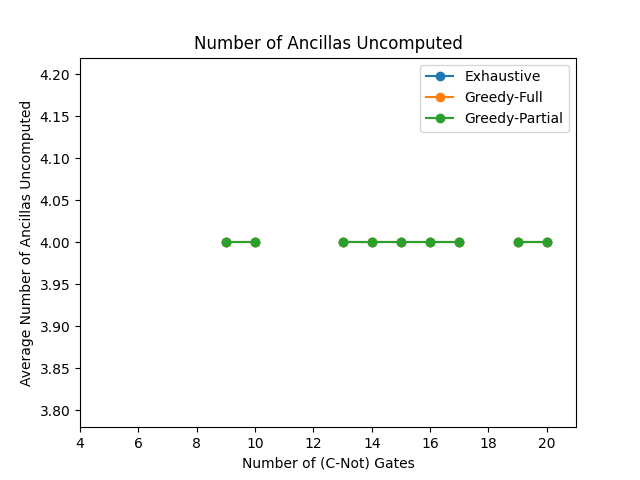 Number of Ancillas Uncomputed
Exhaustive
Greedy-Full
Greedy-Partial
Average Number of Ancillas Uncomputed
4.20
4.15
4.10
4.05
4.00
3.95
3.90
3.85
3.80
4 6 8 10 12 14 16 18 20
Number of (C-Not) Gates